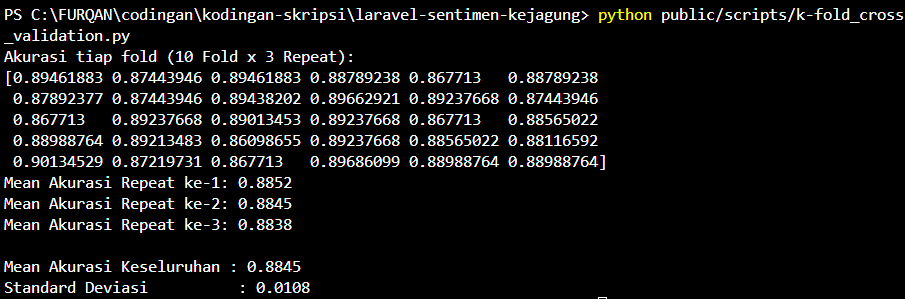 PS C:\FURQAN\codingan\kodingan-skripsi\laravel-sentimen-kejagung> python public/scripts/k-fold_cross
_validation.py
Akurasi tiap fold (10 Fold x 3 Repeat):
[0.89461883 0.87443946 0.89461883 0.88789238 0.867713   0.88789238
 0.87892377 0.87443946 0.89438202 0.89662921 0.89237668 0.87443946
 0.867713   0.89237668 0.89013453 0.89237668 0.867713   0.88565022
 0.88988764 0.89213483 0.86098655 0.89237668 0.88565022 0.88116592
 0.90134529 0.87219731 0.867713   0.89686099 0.88988764 0.88988764]
Mean Akurasi Repeat ke-1: 0.8852
Mean Akurasi Repeat ke-2: 0.8845
Mean Akurasi Repeat ke-3: 0.8838

Mean Akurasi Keseluruhan : 0.8845
Standard Deviasi         : 0.0108